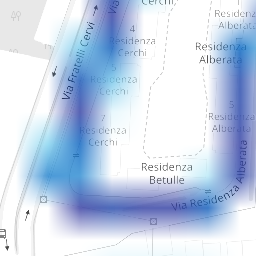 Cerchi,
Via
4
Residenza
Cerchi
Residenza
Alberata
Residenza
Alberata
Via Fratelli Cervi
5
Residenza
Cerchi
5
Residenza
Alberata
7
Residenza
Cerchi
Residenza
Betulle
Via Residenza Alberata